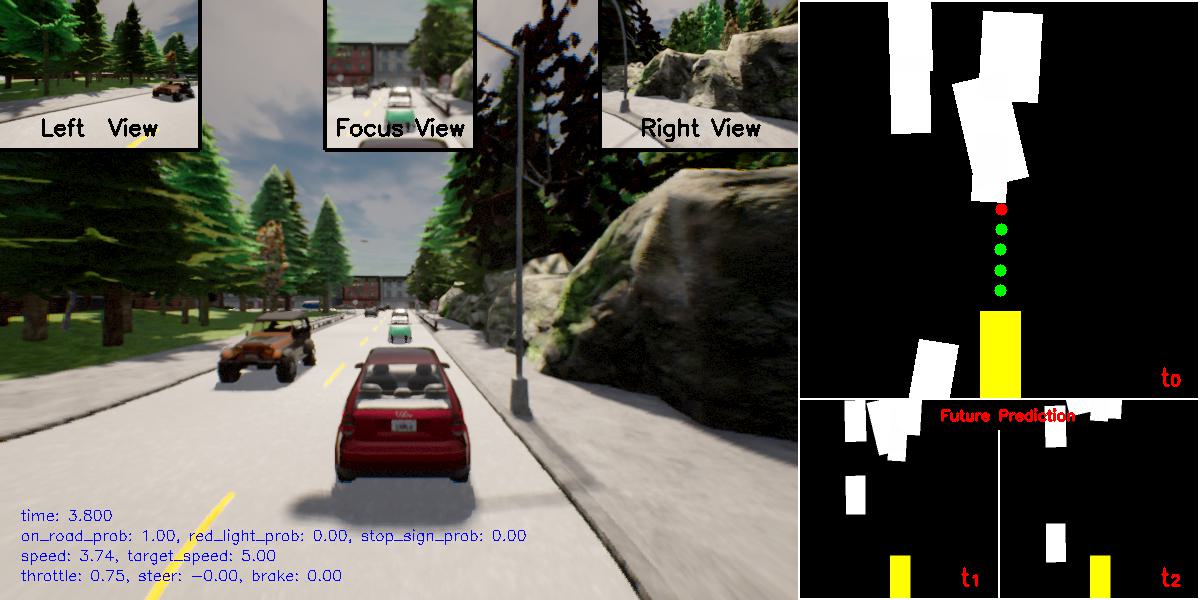 Left View
Focus View
Right View
t0
Future Prediction
t1
t2
time: 3.800
on_road_prob: 1.00, red_light_prob: 0.00, stop_sign_prob: 0.00
speed: 3.74, target_speed: 5.00
throttle: 0.75, steer: −0.00, brake: 0.00